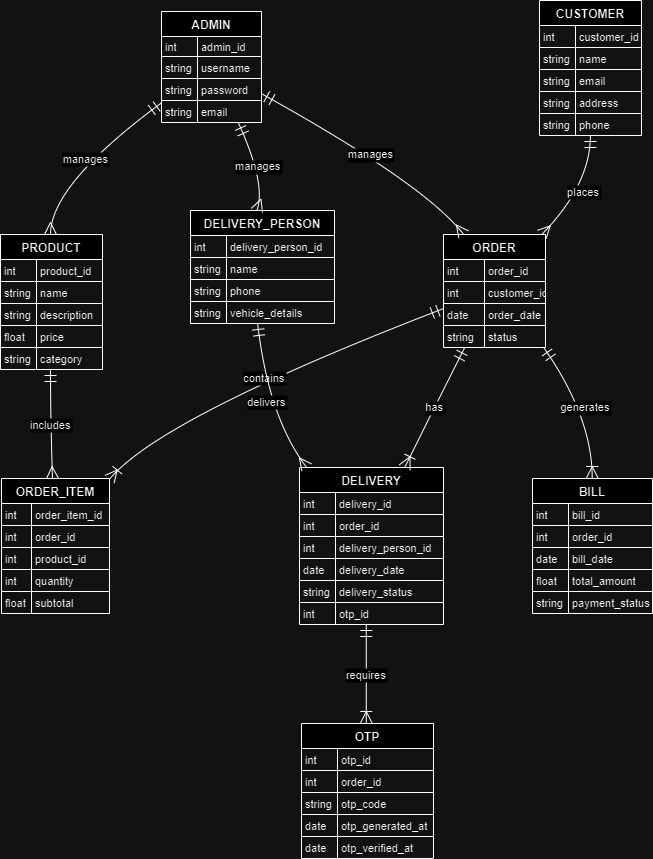 ADMIN
int admin_id
string username
string password
string email
CUSTOMER
int customer_id
string name
string email
string address
string phone
manages
manages
manages
places
PRODUCT
int product_id
string name
string description
float price
string category
DELIVERY_PERSON
int delivery_person_id
string name
string phone
string vehicle_details
ORDER
int order_id
int customer_id
date order_date
string status
includes
contains
delivers
has
generates
ORDER_ITEM
int order_item_id
int order_id
int product_id
int quantity
float subtotal
DELIVERY
int delivery_id
int order_id
int delivery_person_id
date delivery_date
string delivery_status
int otp_id
BILL
int bill_id
int order_id
date bill_date
float total_amount
string payment_status
requires
OTP
int otp_id
int order_id
string otp_code
date otp_generated_at
date otp_verified_at